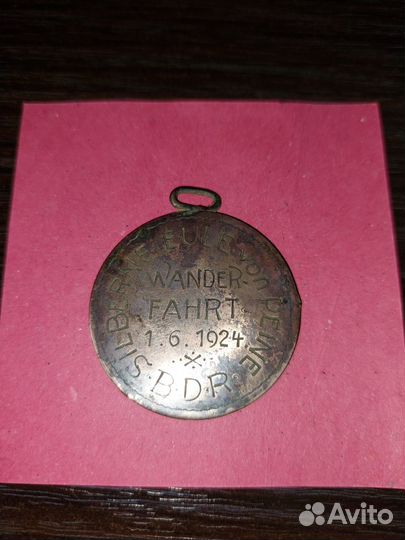 SILBERNE EULE von PEINE
WANDER-
FAHRT
1.6.1924
B.D.R.
Avito